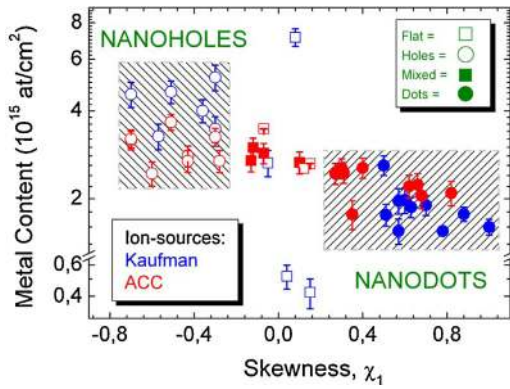 8
NANOHOLES
Flat =
Holes =
Mixed =
Dots =
4
2
Metal Content (10¹⁵ at/cm²)
Ion-sources:
Kaufman
ACC
NANODOTS
0,6
0,4
-0,8 -0,4 0,0 0,4 0,8
Skewness, χ₁